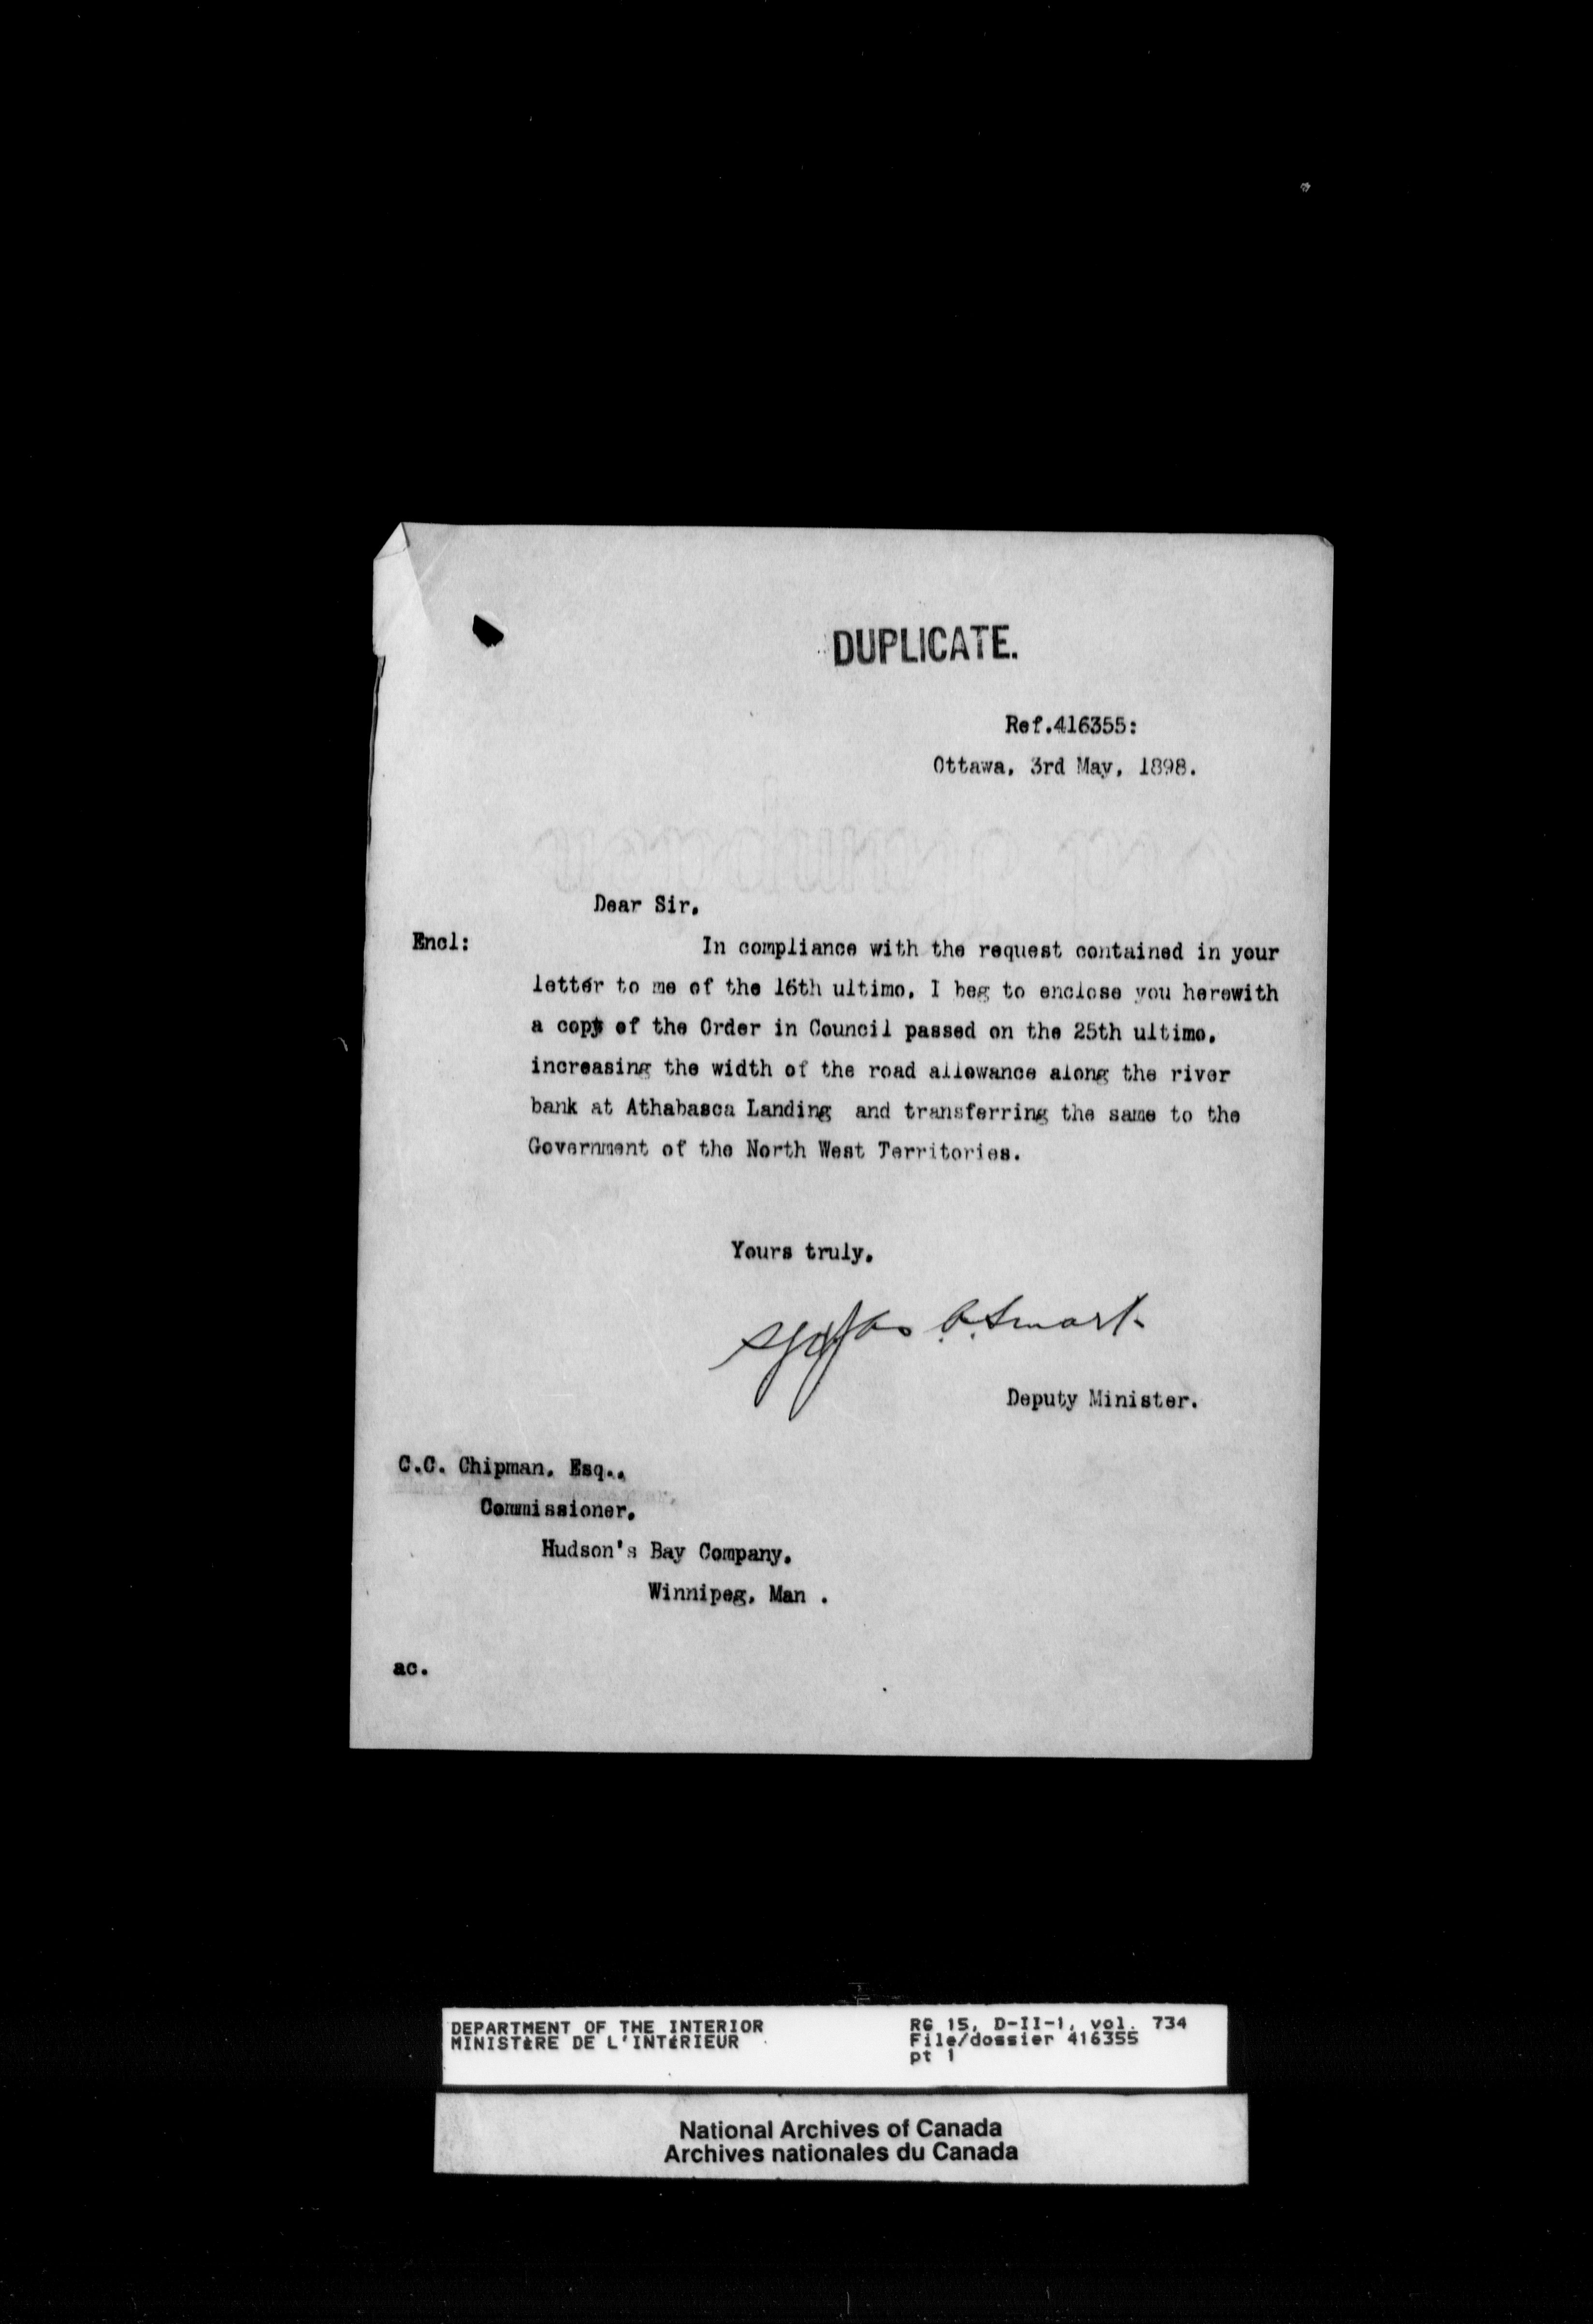 DUPLICATE.
Ref.416355:
Ottawa, 3rd May, 1898.
Dear Sir,
Encl: In compliance with the request contained in your
letter to me of the 16th ultimo, I beg to enclose you herewith
a copy of the Order in Council passed on the 25th ultimo,
increasing the width of the road allowance along the river
bank at Athabasca Landing and transferring the same to the
Government of the North West Territories.
Yours truly,
Sgd Jas A. Smart
Deputy Minister.
C.C. Chipman, Esq.,
Commissioner,
Hudson's Bay Company,
Winnipeg, Man .
ac.
DEPARTMENT OF THE INTERIOR RG 15, D-II-1, vol. 734
MINISTÈRE DE L'INTÉRIEUR File/dossier 416355
pt 1
National Archives of Canada
Archives nationales du Canada